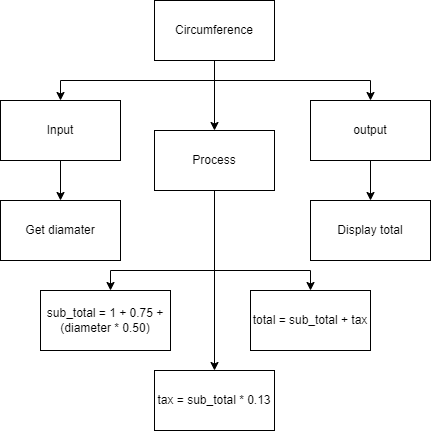 Circumference
Input
Process
output
Get diamater
Display total
sub_total = 1 + 0.75 +
(diameter * 0.50)
total = sub_total + tax
tax = sub_total * 0.13